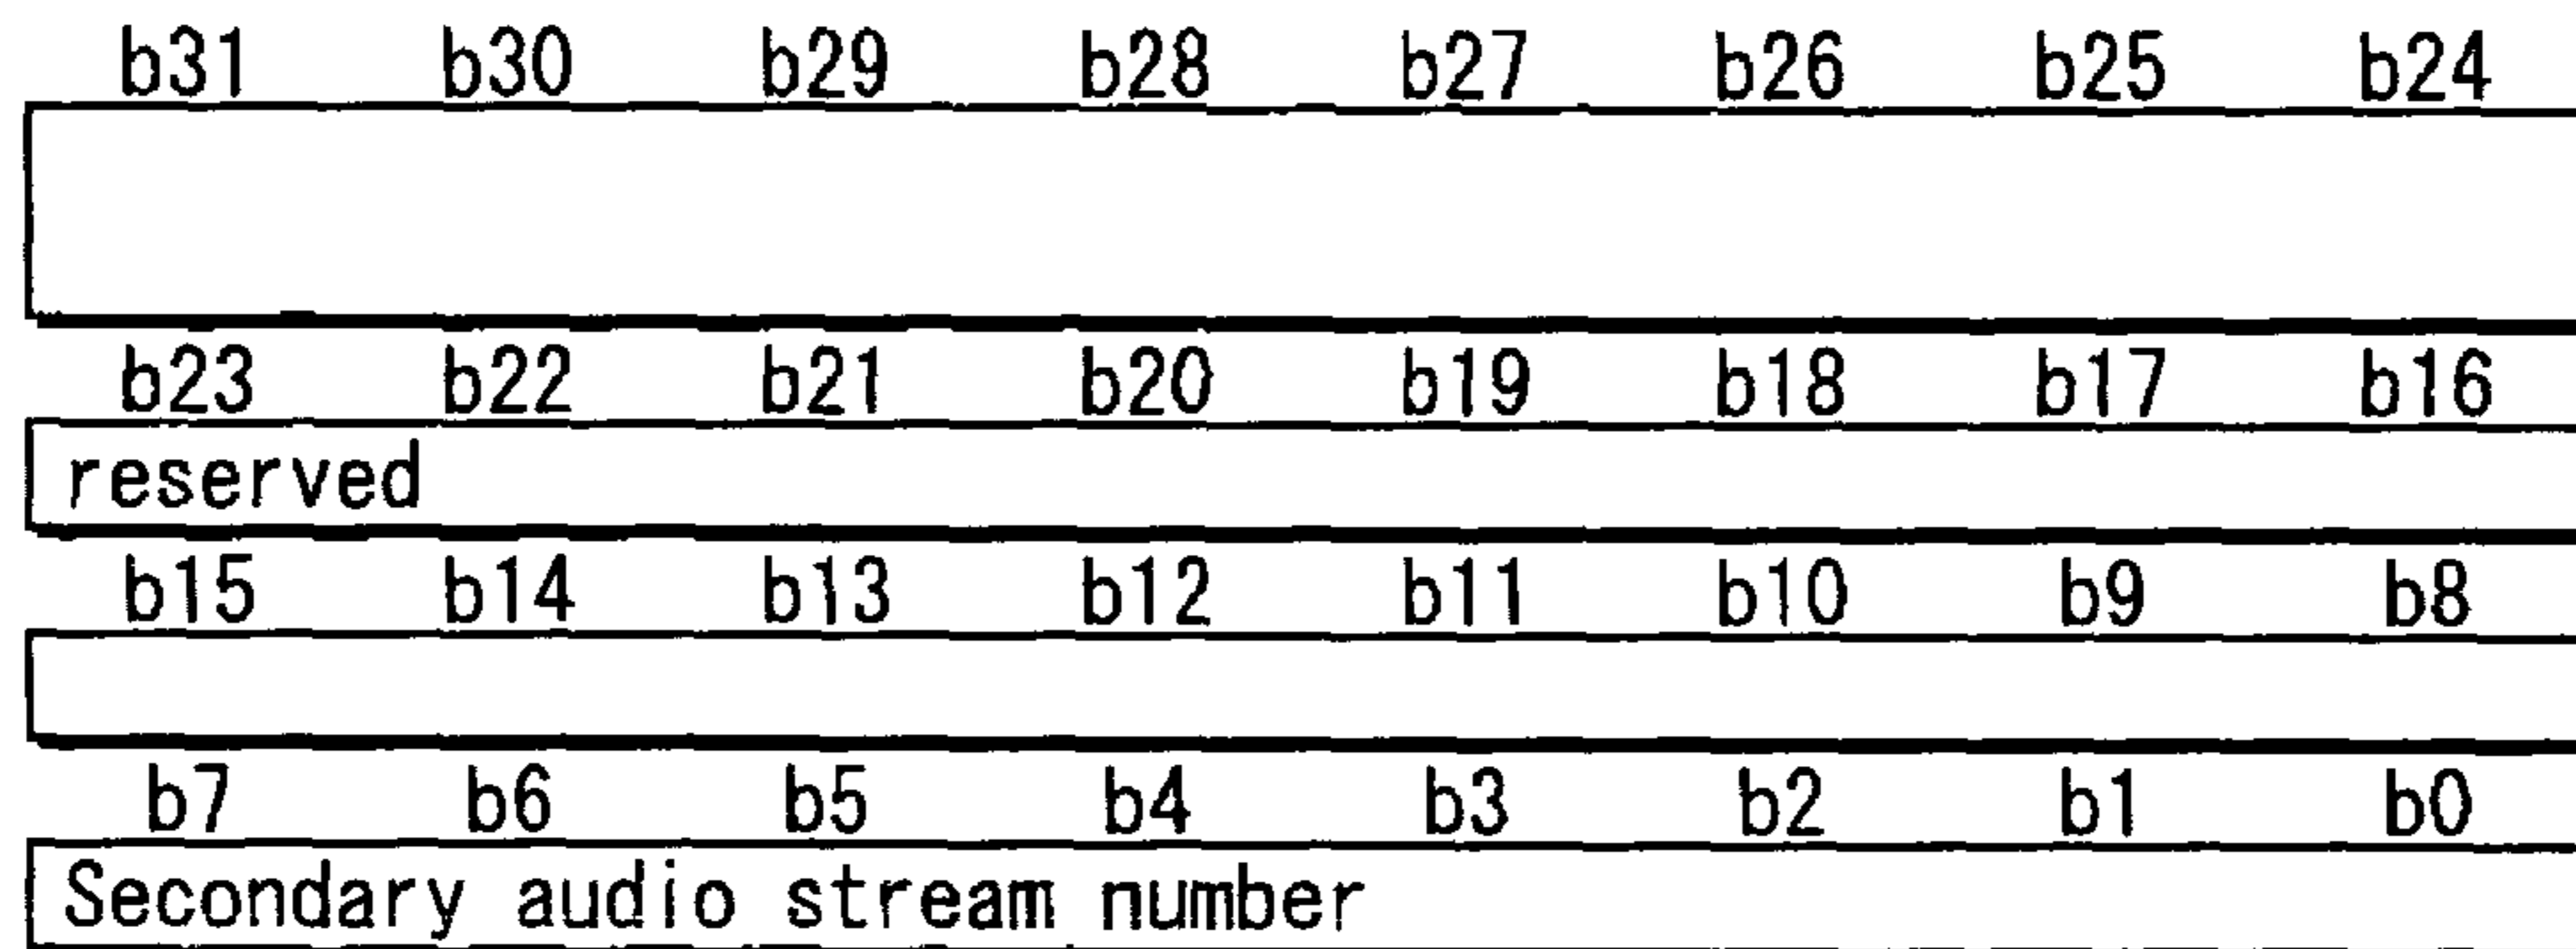 b31 b30 b29 b28 b27 b26 b25 b24
b23 b22 b21 b20 b19 b18 b17 b16
reserved
b15 b14 b13 b12 b11 b10 b9 b8
b7 b6 b5 b4 b3 b2 b1 b0
Secondary audio stream number